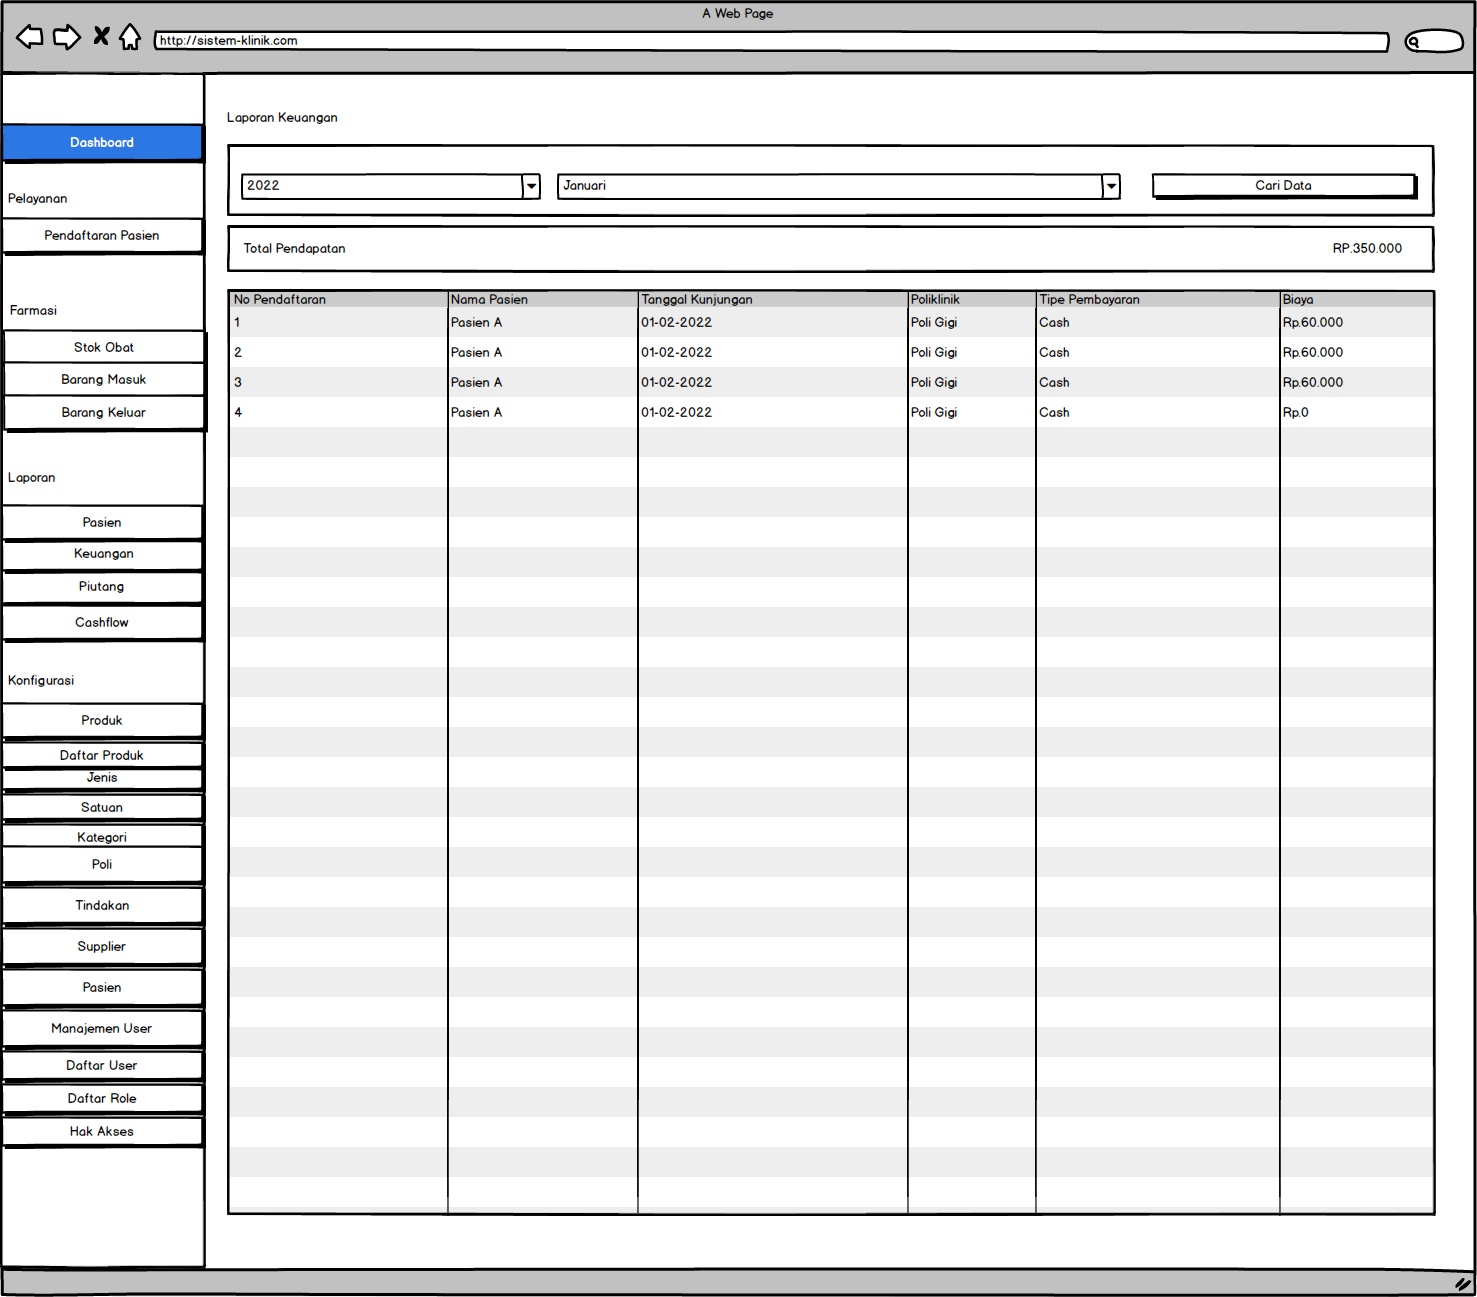 A Web Page
http://sistem-klinik.com
Dashboard
Pelayanan
Pendaftaran Pasien
Farmasi
Stok Obat
Barang Masuk
Barang Keluar
Laporan
Pasien
Keuangan
Piutang
Cashflow
Konfigurasi
Produk
Daftar Produk
Jenis
Satuan
Kategori
Poli
Tindakan
Supplier
Pasien
Manajemen User
Daftar User
Daftar Role
Hak Akses
Laporan Keuangan
2022 Januari Cari Data
Total Pendapatan RP.350.000
No Pendaftaran Nama Pasien Tanggal Kunjungan Poliklinik Tipe Pembayaran Biaya
1 Pasien A 01-02-2022 Poli Gigi Cash Rp.60.000
2 Pasien A 01-02-2022 Poli Gigi Cash Rp.60.000
3 Pasien A 01-02-2022 Poli Gigi Cash Rp.60.000
4 Pasien A 01-02-2022 Poli Gigi Cash Rp.0